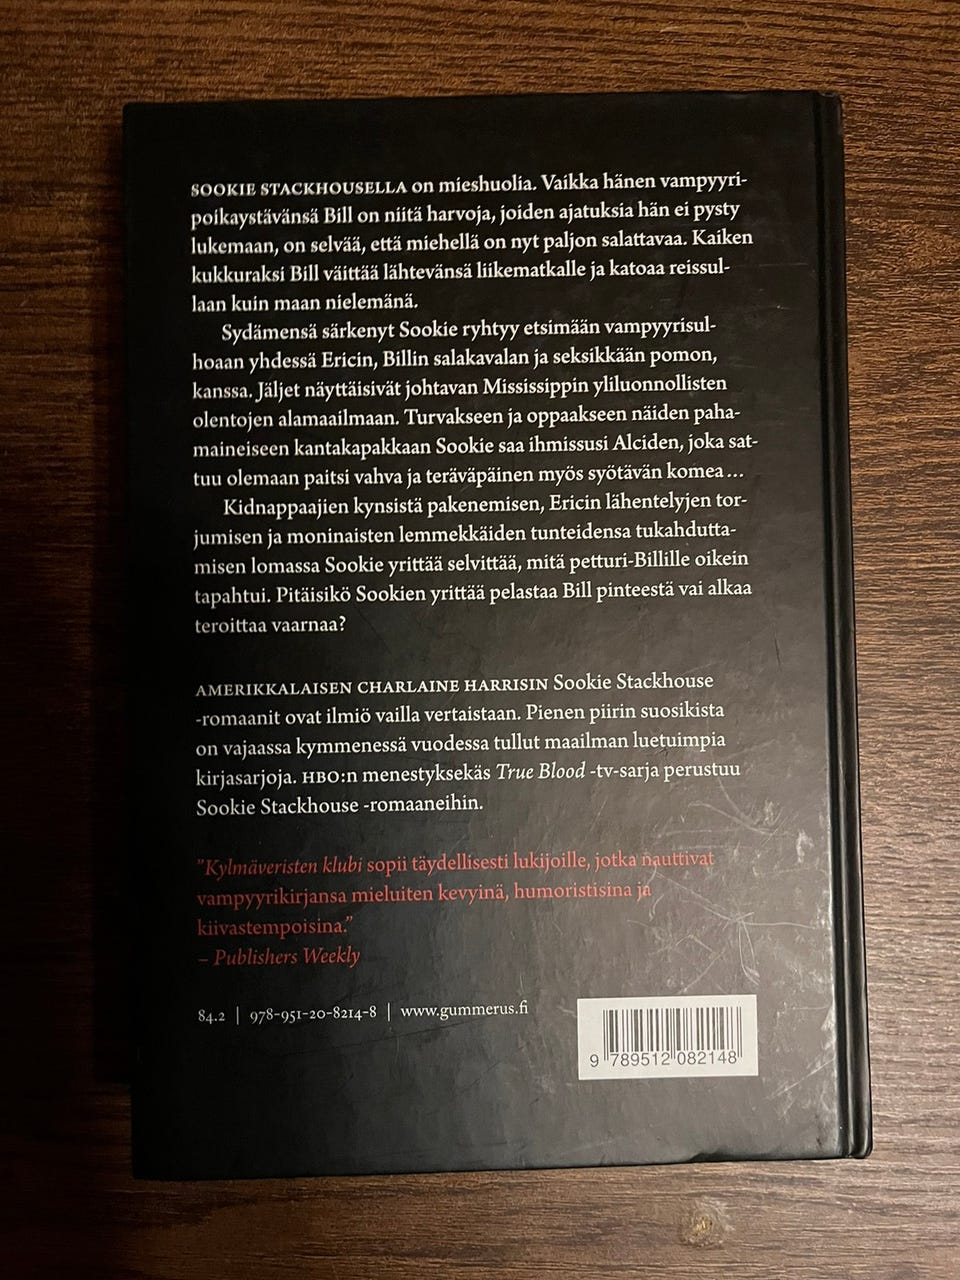 SOOKIE STACKHOUSELLA on mieshuolia. Vaikka hänen vampyyri-
poikaystävänsä Bill on niitä harvoja, joiden ajatuksia hän ei pysty
lukemaan, on selvää, että miehellä on nyt paljon salattavaa. Kaiken
kukkuraksi Bill väittää lähtevänsä liikematkalle ja katoaa reissul-
laan kuin maan nielemänä.
Sydämensä särkenyt Sookie ryhtyy etsimään vampyyrisul-
hoaan yhdessä Ericin, Billin salakavalan ja seksikkään pomon,
kanssa. Jäljet näyttäisivät johtavan Mississippin yliluonnollisten
olentojen alamaailmaan. Turvakseen ja oppaakseen näiden paha-
maineiseen kantakapakkaan Sookie saa ihmissusi Alciden, joka sat-
tuu olemaan paitsi vahva ja teräväpäinen myös syötävän komea...
Kidnappaajien kynsistä pakenemisen, Ericin lähentelyjen tor-
jumisen ja moninaisten lemmekkäiden tunteidensa tukahdutta-
misen lomassa Sookie yrittää selvittää, mitä petturi-Billille oikein
tapahtui. Pitäisikö Sookien yrittää pelastaa Bill pinteestä vai alkaa
teroittaa vaarnaa?
AMERIKKALAISEN CHARLAINE HARRISIN Sookie Stackhouse
-romaanit ovat ilmiö vailla vertaistaan. Pienen piirin suosikista
on vajaassa kymmenessä vuodessa tullut maailman luetuimpia
kirjasarjoja. HBO:n menestyksekäs True Blood -tv-sarja perustuu
Sookie Stackhouse -romaaneihin.
"Kylmäveristen klubi sopii täydellisesti lukijoille, jotka nauttivat
vampyyrikirjansa mieluiten kevyinä, humoristisina ja
kiivastempoisina."
– Publishers Weekly
84.2 | 978-951-20-8214-8 | www.gummerus.fi
9 789512 082148